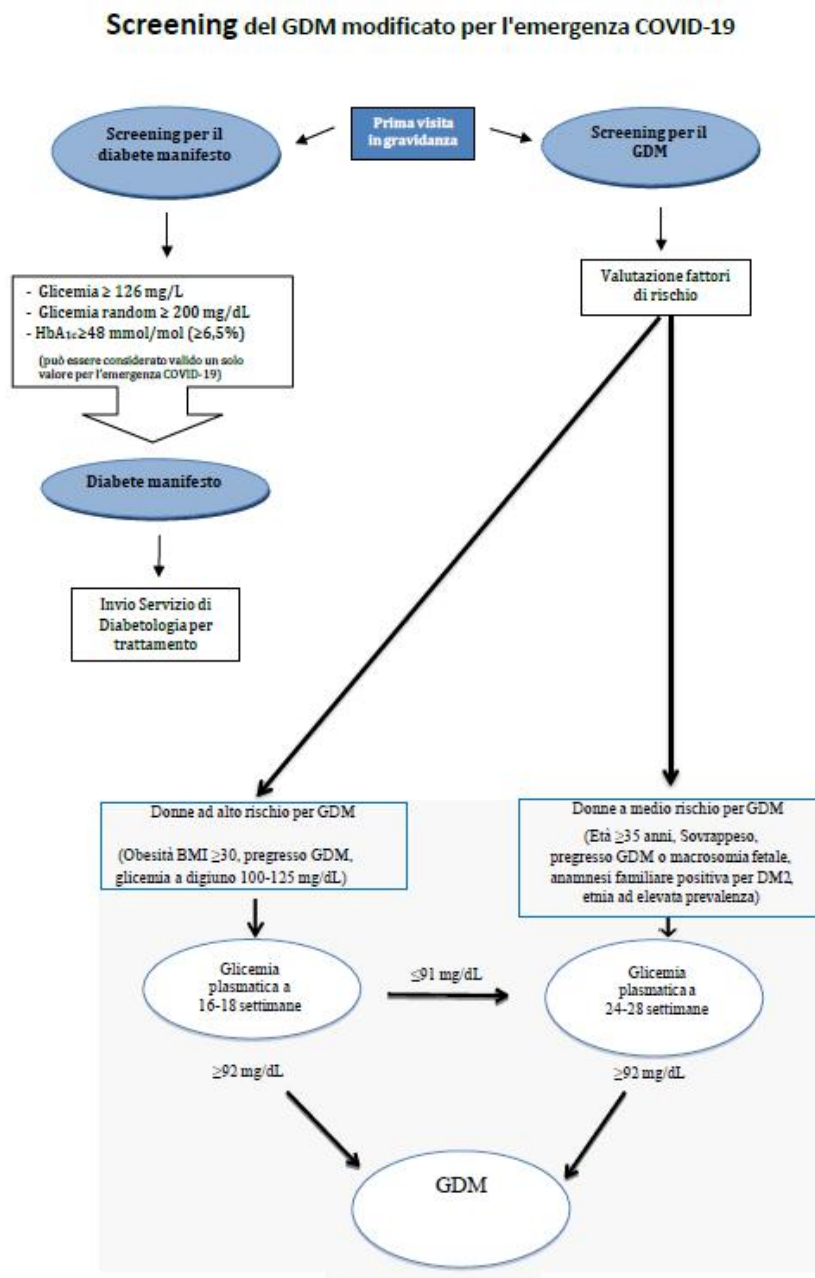 Screening del GDM modificato per l'emergenza COVID-19
Prima visita
in gravidanza
Screening per il
diabete manifesto
Screening per il
GDM
- Glicemia ≥ 126 mg/L
- Glicemia random ≥ 200 mg/dL
- HbA1c≥48 mmol/mol (≥6,5%)
(può essere considerato valido un solo
valore per l'emergenza COVID-19)
Valutazione fattori
di rischio
Diabete manifesto
Invio Servizio di
Diabetologia per
trattamento
Donne ad alto rischio per GDM
(Obesità BMI ≥30, pregresso GDM,
glicemia a digiuno 100-125 mg/dL)
Donne a medio rischio per GDM
(Età ≥35 anni, Sovrappeso,
pregresso GDM o macrosomia fetale,
anamnesi familiare positiva per DM2,
etnia ad elevata prevalenza)
Glicemia
plasmatica a
16-18 settimane
≤91 mg/dL
Glicemia
plasmatica a
24-28 settimane
≥92 mg/dL
≥92 mg/dL
GDM